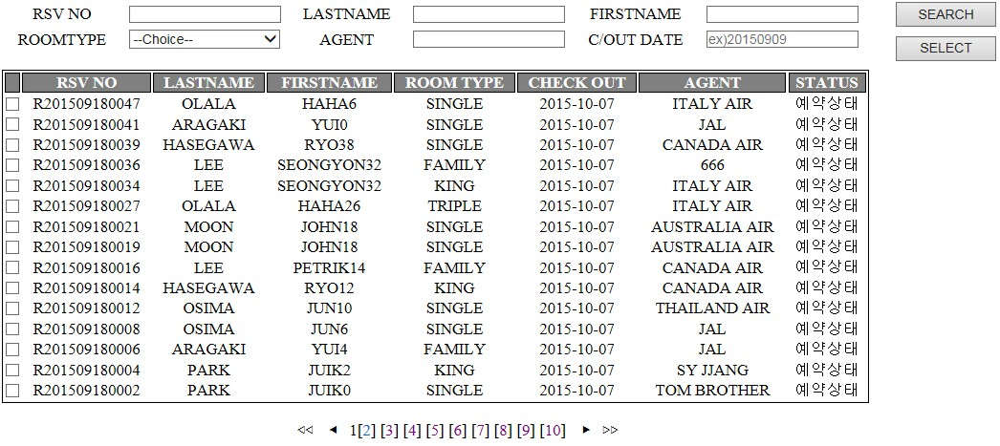 RSV NO LASTNAME FIRSTNAME SEARCH
ROOMTYPE --Choice-- AGENT C/OUT DATE ex)20150909 SELECT
RSV NO LASTNAME FIRSTNAME ROOM TYPE CHECK OUT AGENT STATUS
R201509180047 OLALA HAHA6 SINGLE 2015-10-07 ITALY AIR 예약상태
R201509180041 ARAGAKI YUI0 SINGLE 2015-10-07 JAL 예약상태
R201509180039 HASEGAWA RYO38 SINGLE 2015-10-07 CANADA AIR 예약상태
R201509180036 LEE SEONGYON32 FAMILY 2015-10-07 666 예약상태
R201509180034 LEE SEONGYON32 KING 2015-10-07 ITALY AIR 예약상태
R201509180027 OLALA HAHA26 TRIPLE 2015-10-07 ITALY AIR 예약상태
R201509180021 MOON JOHN18 SINGLE 2015-10-07 AUSTRALIA AIR 예약상태
R201509180019 MOON JOHN18 SINGLE 2015-10-07 AUSTRALIA AIR 예약상태
R201509180016 LEE PETRIK14 FAMILY 2015-10-07 CANADA AIR 예약상태
R201509180014 HASEGAWA RYO12 KING 2015-10-07 CANADA AIR 예약상태
R201509180012 OSIMA JUN10 SINGLE 2015-10-07 THAILAND AIR 예약상태
R201509180008 OSIMA JUN6 SINGLE 2015-10-07 JAL 예약상태
R201509180006 ARAGAKI YUI4 FAMILY 2015-10-07 JAL 예약상태
R201509180004 PARK JUIK2 KING 2015-10-07 SY JJANG 예약상태
R201509180002 PARK JUIK0 SINGLE 2015-10-07 TOM BROTHER 예약상태
<< ◄ 1[2] [3] [4] [5] [6] [7] [8] [9] [10] ► >>